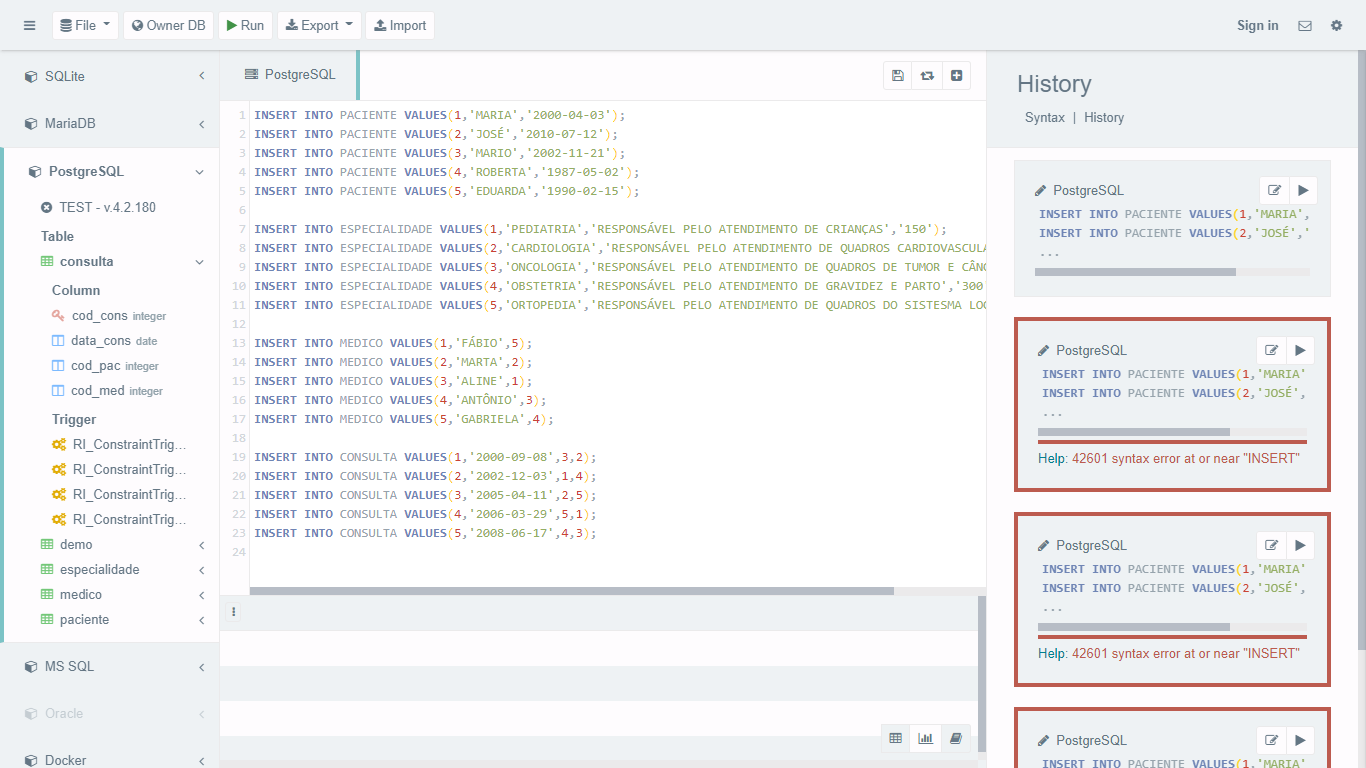 File
Owner DB
Run
Export
Import
Sign in
SQLite
MariaDB
PostgreSQL
TEST - v.4.2.180
Table
consulta
Column
cod_cons integer
data_cons date
cod_pac integer
cod_med integer
Trigger
RI_ConstraintTrig...
RI_ConstraintTrig...
RI_ConstraintTrig...
RI_ConstraintTrig...
demo
especialidade
medico
paciente
MS SQL
Oracle
Docker
PostgreSQL
1 INSERT INTO PACIENTE VALUES(1,'MARIA','2000-04-03');
2 INSERT INTO PACIENTE VALUES(2,'JOSÉ','2010-07-12');
3 INSERT INTO PACIENTE VALUES(3,'MARIO','2002-11-21');
4 INSERT INTO PACIENTE VALUES(4,'ROBERTA','1987-05-02');
5 INSERT INTO PACIENTE VALUES(5,'EDUARDA','1990-02-15');
6
7 INSERT INTO ESPECIALIDADE VALUES(1,'PEDIATRIA','RESPONSÁVEL PELO ATENDIMENTO DE CRIANÇAS','150');
8 INSERT INTO ESPECIALIDADE VALUES(2,'CARDIOLOGIA','RESPONSÁVEL PELO ATENDIMENTO DE QUADROS CARDIOVASCULA
9 INSERT INTO ESPECIALIDADE VALUES(3,'ONCOLOGIA','RESPONSÁVEL PELO ATENDIMENTO DE QUADROS DE TUMOR E CÂNC
10 INSERT INTO ESPECIALIDADE VALUES(4,'OBSTETRIA','RESPONSÁVEL PELO ATENDIMENTO DE GRAVIDEZ E PARTO','300
11 INSERT INTO ESPECIALIDADE VALUES(5,'ORTOPEDIA','RESPONSÁVEL PELO ATENDIMENTO DE QUADROS DO SISTESMA LOC
12
13 INSERT INTO MEDICO VALUES(1,'FÁBIO',5);
14 INSERT INTO MEDICO VALUES(2,'MARTA',2);
15 INSERT INTO MEDICO VALUES(3,'ALINE',1);
16 INSERT INTO MEDICO VALUES(4,'ANTÔNIO',3);
17 INSERT INTO MEDICO VALUES(5,'GABRIELA',4);
18
19 INSERT INTO CONSULTA VALUES(1,'2000-09-08',3,2);
20 INSERT INTO CONSULTA VALUES(2,'2002-12-03',1,4);
21 INSERT INTO CONSULTA VALUES(3,'2005-04-11',2,5);
22 INSERT INTO CONSULTA VALUES(4,'2006-03-29',5,1);
23 INSERT INTO CONSULTA VALUES(5,'2008-06-17',4,3);
24
History
Syntax | History
PostgreSQL
INSERT INTO PACIENTE VALUES(1,'MARIA',
INSERT INTO PACIENTE VALUES(2,'JOSÉ','
...
PostgreSQL
INSERT INTO PACIENTE VALUES(1,'MARIA'
INSERT INTO PACIENTE VALUES(2,'JOSÉ',
...
Help: 42601 syntax error at or near "INSERT"
PostgreSQL
INSERT INTO PACIENTE VALUES(1,'MARIA'
INSERT INTO PACIENTE VALUES(2,'JOSÉ',
...
Help: 42601 syntax error at or near "INSERT"
PostgreSQL
INSERT INTO PACIENTE VALUES(1,'MARIA'